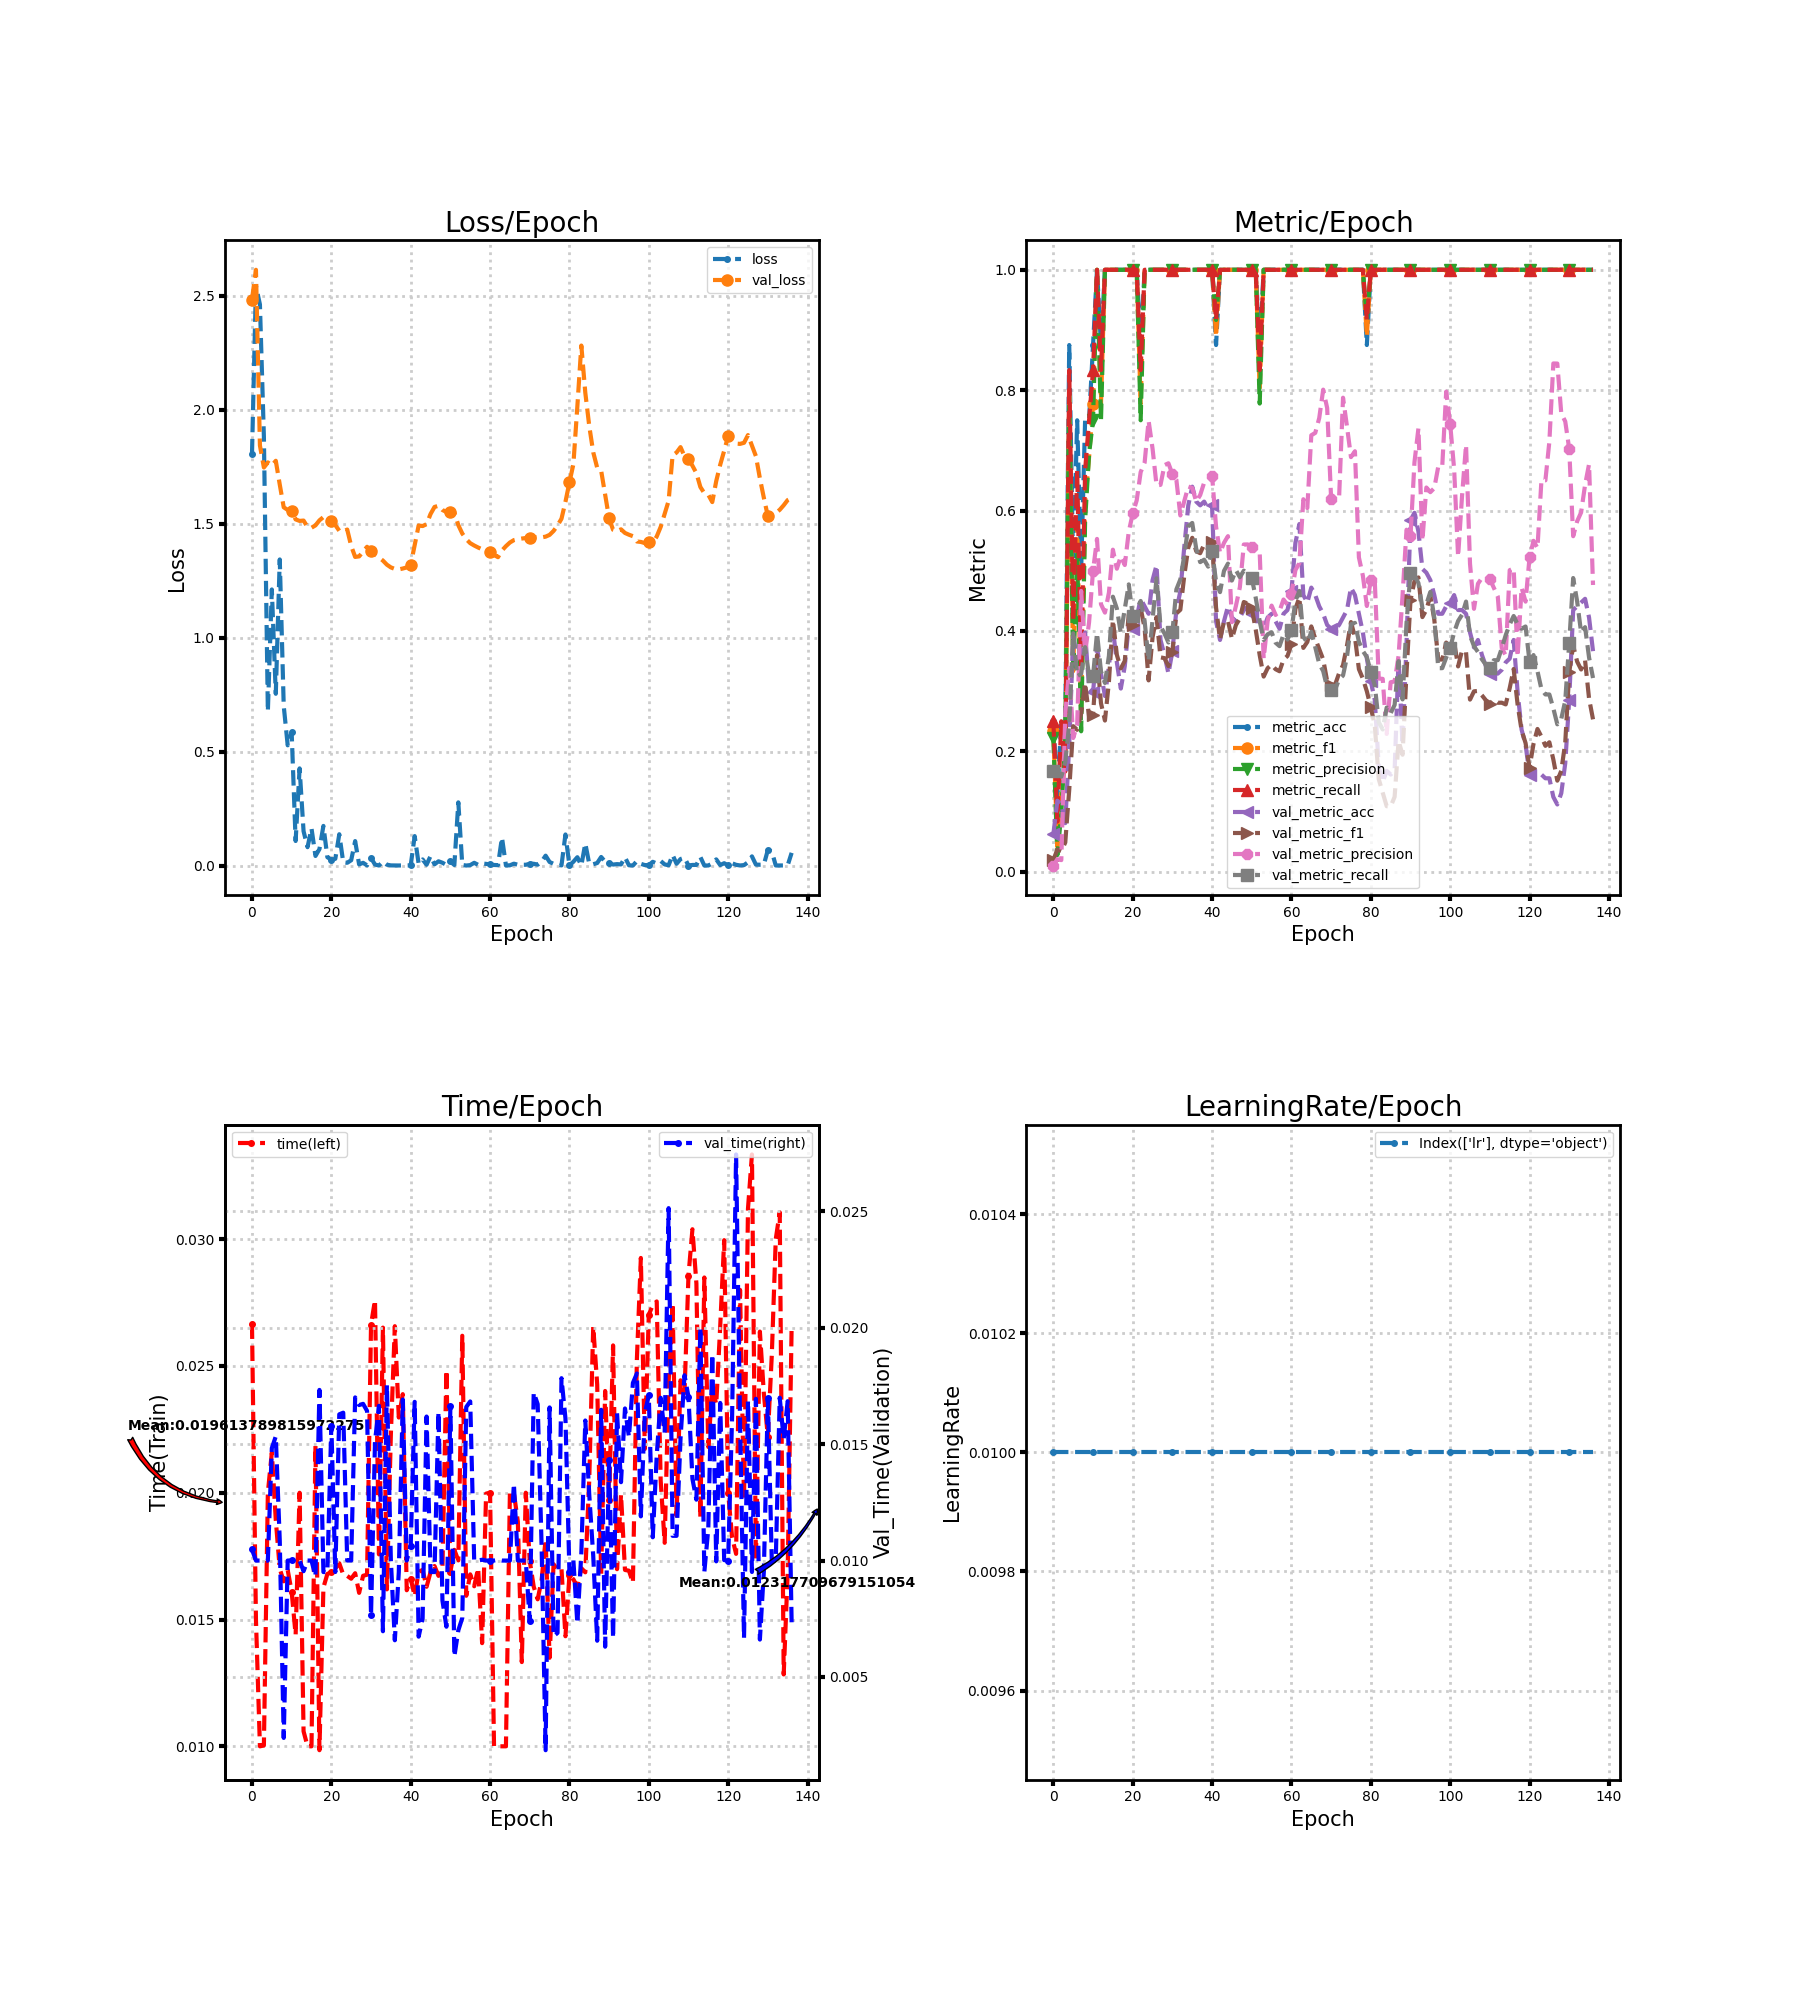 Loss/Epoch
loss
val_loss
2.5
2.0
1.5
1.0
0.5
0.0
Loss
0 20 40 60 80 100 120 140
Epoch
Metric/Epoch
1.0
0.8
0.6
0.4
0.2
0.0
Metric
metric_acc
metric_f1
metric_precision
metric_recall
val_metric_acc
val_metric_f1
val_metric_precision
val_metric_recall
0 20 40 60 80 100 120 140
Epoch
Time/Epoch
time(left)
val_time(right)
0.030
0.025
0.020
0.015
0.010
Time(Train)
0.025
0.020
0.015
0.010
0.005
Val_Time(Validation)
Mean:0.012317709679151054
0 20 40 60 80 100 120 140
Epoch
LearningRate/Epoch
Index(['lr'], dtype='object')
0.0104
0.0102
0.0100
0.0098
0.0096
LearningRate
0 20 40 60 80 100 120 140
Epoch